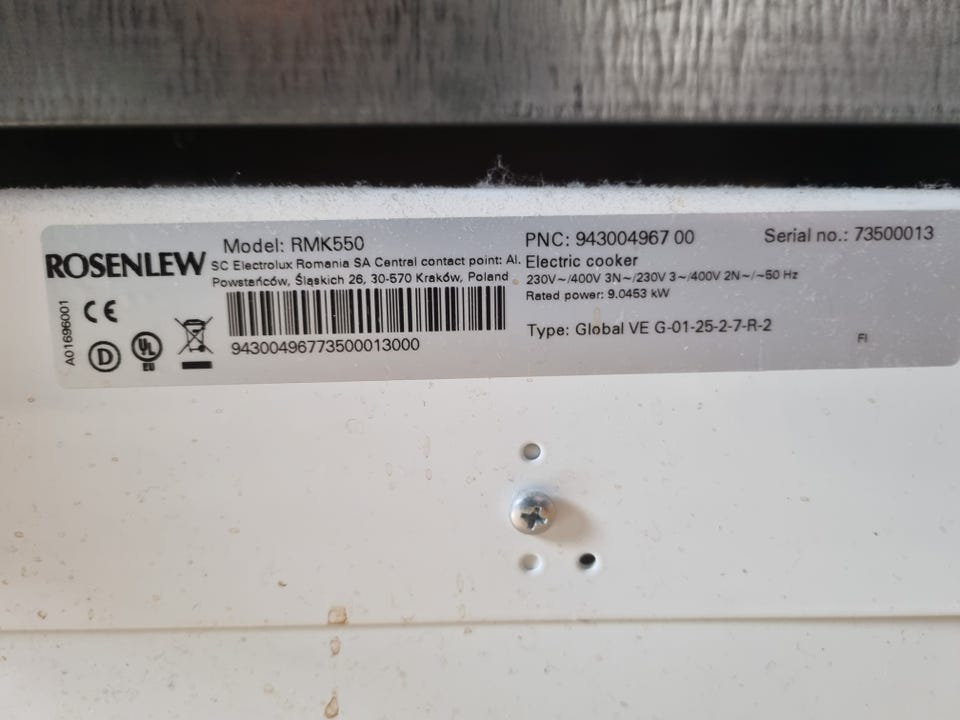 ROSENLEW
Model: RMK550
SC Electrolux Romania SA Central contact point: Al.
Powstańców, Śląskich 26, 30-570 Kraków, Poland
94300496773500013000
A01696001
CE
D
UL
EU
PNC: 943004967 00
Serial no.: 73500013
Electric cooker
230V~/400V 3N~/230V 3~/400V 2N~/~50 Hz
Rated power: 9.0453 kW
Type: Global VE G-01-25-2-7-R-2
FI